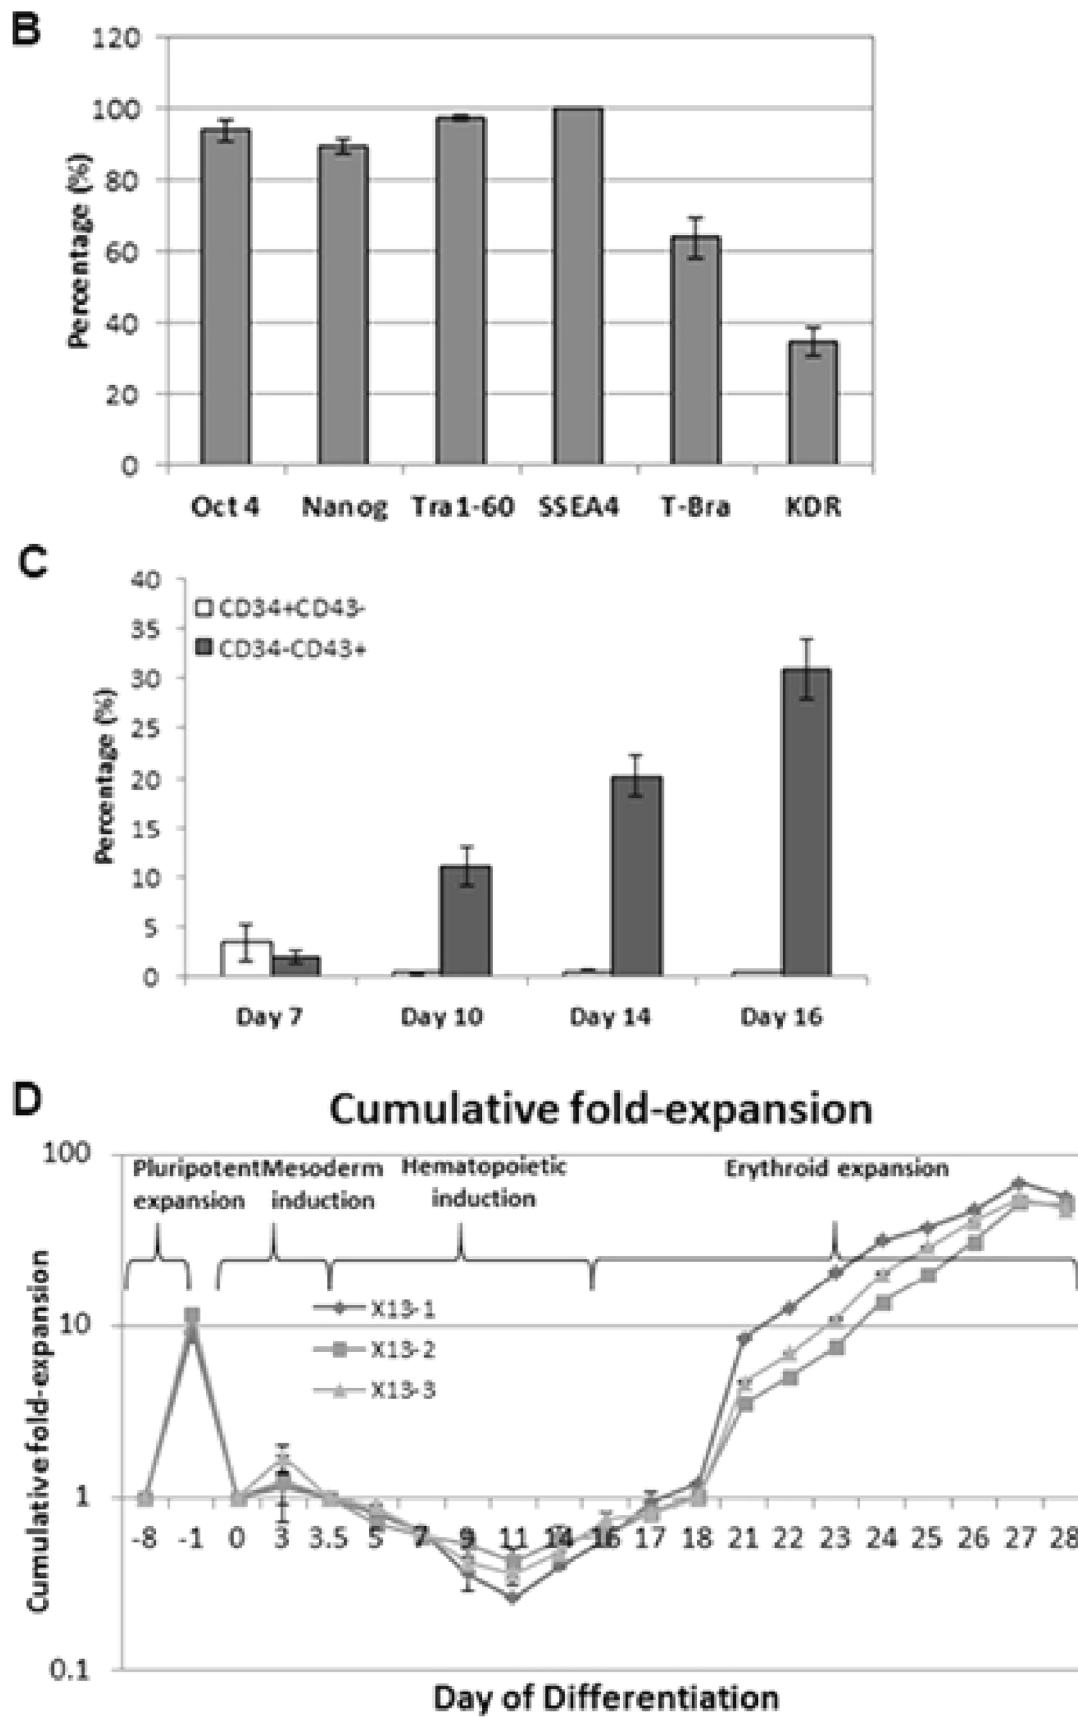 B
120
100
80
60
40
20
0
Percentage (%)
Oct 4 Nanog Tra1-60 SSEA4 T-Bra KDR
C
40
35
30
25
20
15
10
5
0
Percentage (%)
CD34+CD43-
CD34-CD43+
Day 7 Day 10 Day 14 Day 16
D
Cumulative fold-expansion
100
10
1
0.1
Cumulative fold-expansion
Pluripotent expansion
Mesoderm induction
Hematopoietic induction
Erythroid expansion
X13-1
X13-2
X13-3
-8 -1 0 3 3.5 5 7 9 11 14 16 17 18 21 22 23 24 25 26 27 28
Day of Differentiation